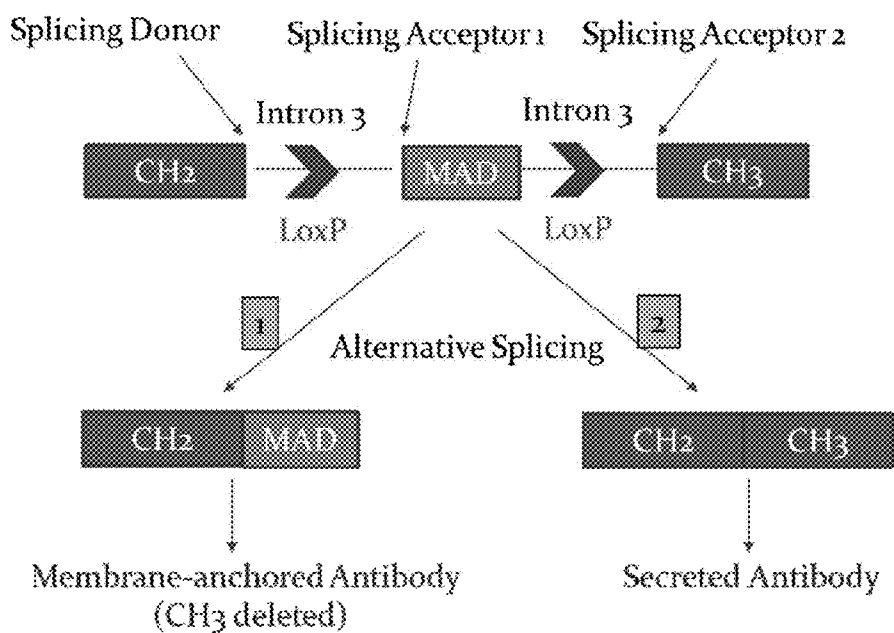 Splicing Donor
Splicing Acceptor 1
Splicing Acceptor 2
Intron 3
Intron 3
CH2
MAD
CH3
LoxP
LoxP
1
2
Alternative Splicing
CH2
MAD
CH2
CH3
Membrane-anchored Antibody
(CH3 deleted)
Secreted Antibody